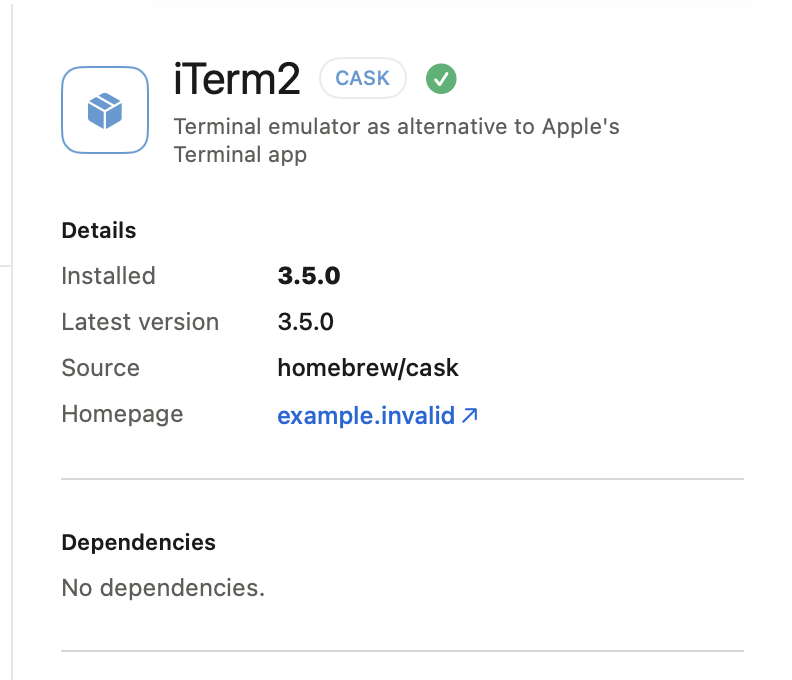 iTerm2 CASK
Terminal emulator as alternative to Apple's
Terminal app
Details
Installed 3.5.0
Latest version 3.5.0
Source homebrew/cask
Homepage example.invalid ↗
Dependencies
No dependencies.